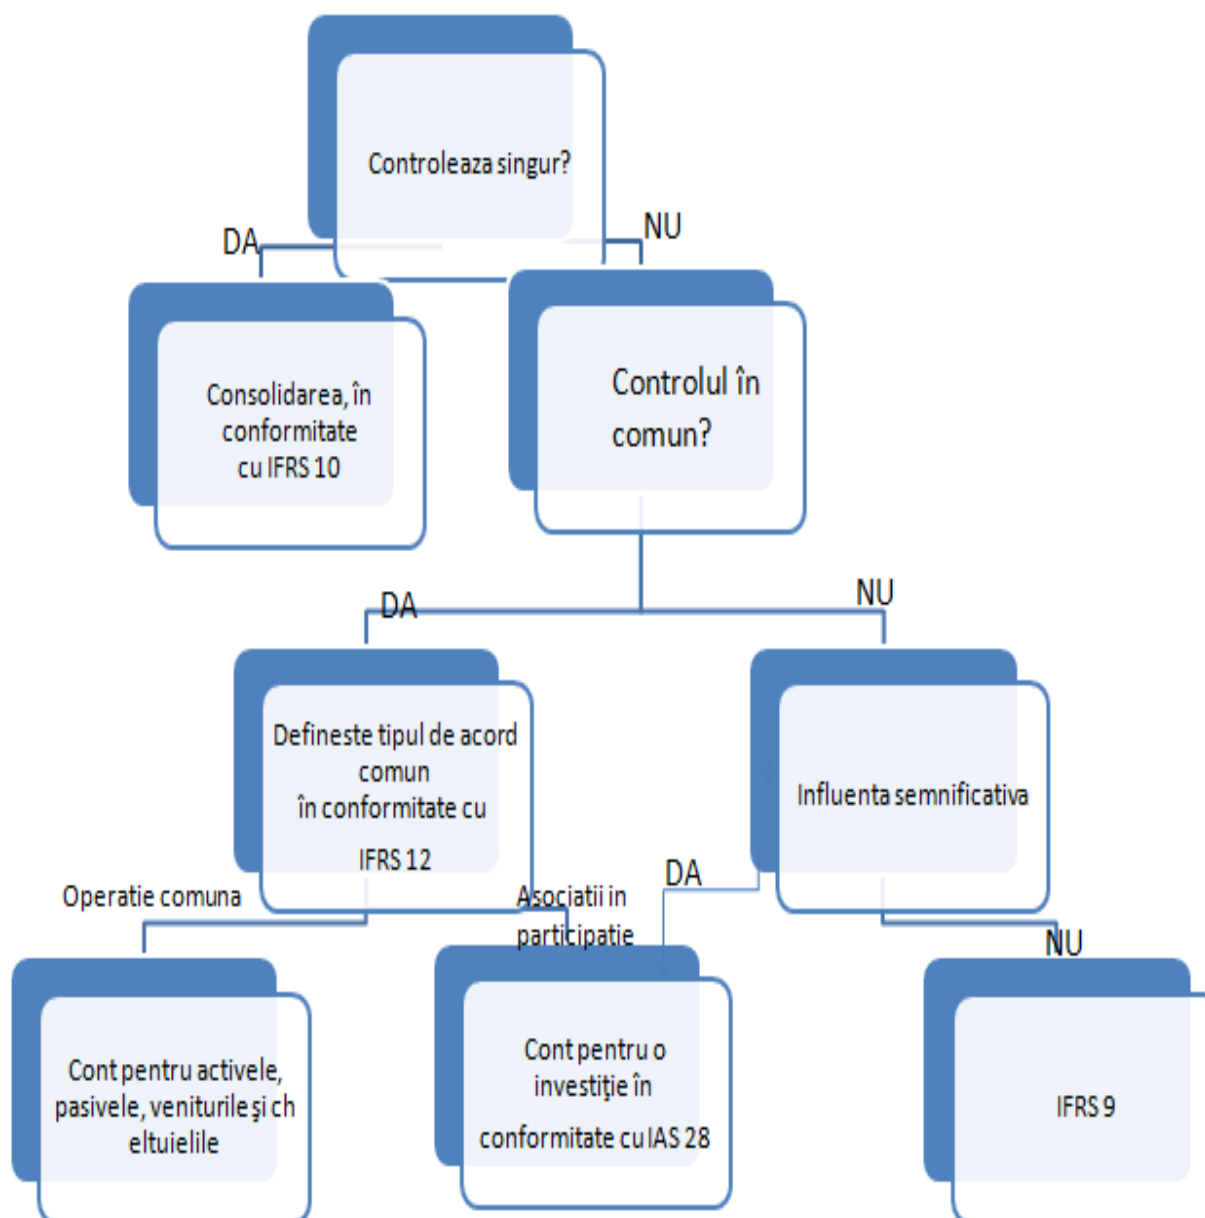 Controleaza singur?
DA
NU
Consolidarea, în
conformitate
cu IFRS 10
Controlul în
comun?
DA
NU
Defineste tipul de acord
comun
în conformitate cu
IFRS 12
Influenta semnificativa
Operatie comuna
Asociatii in
participatie
DA
NU
Cont pentru activele,
pasivele, veniturile şi ch
eltuielile
Cont pentru o
investiţie în
conformitate cu IAS 28
IFRS 9